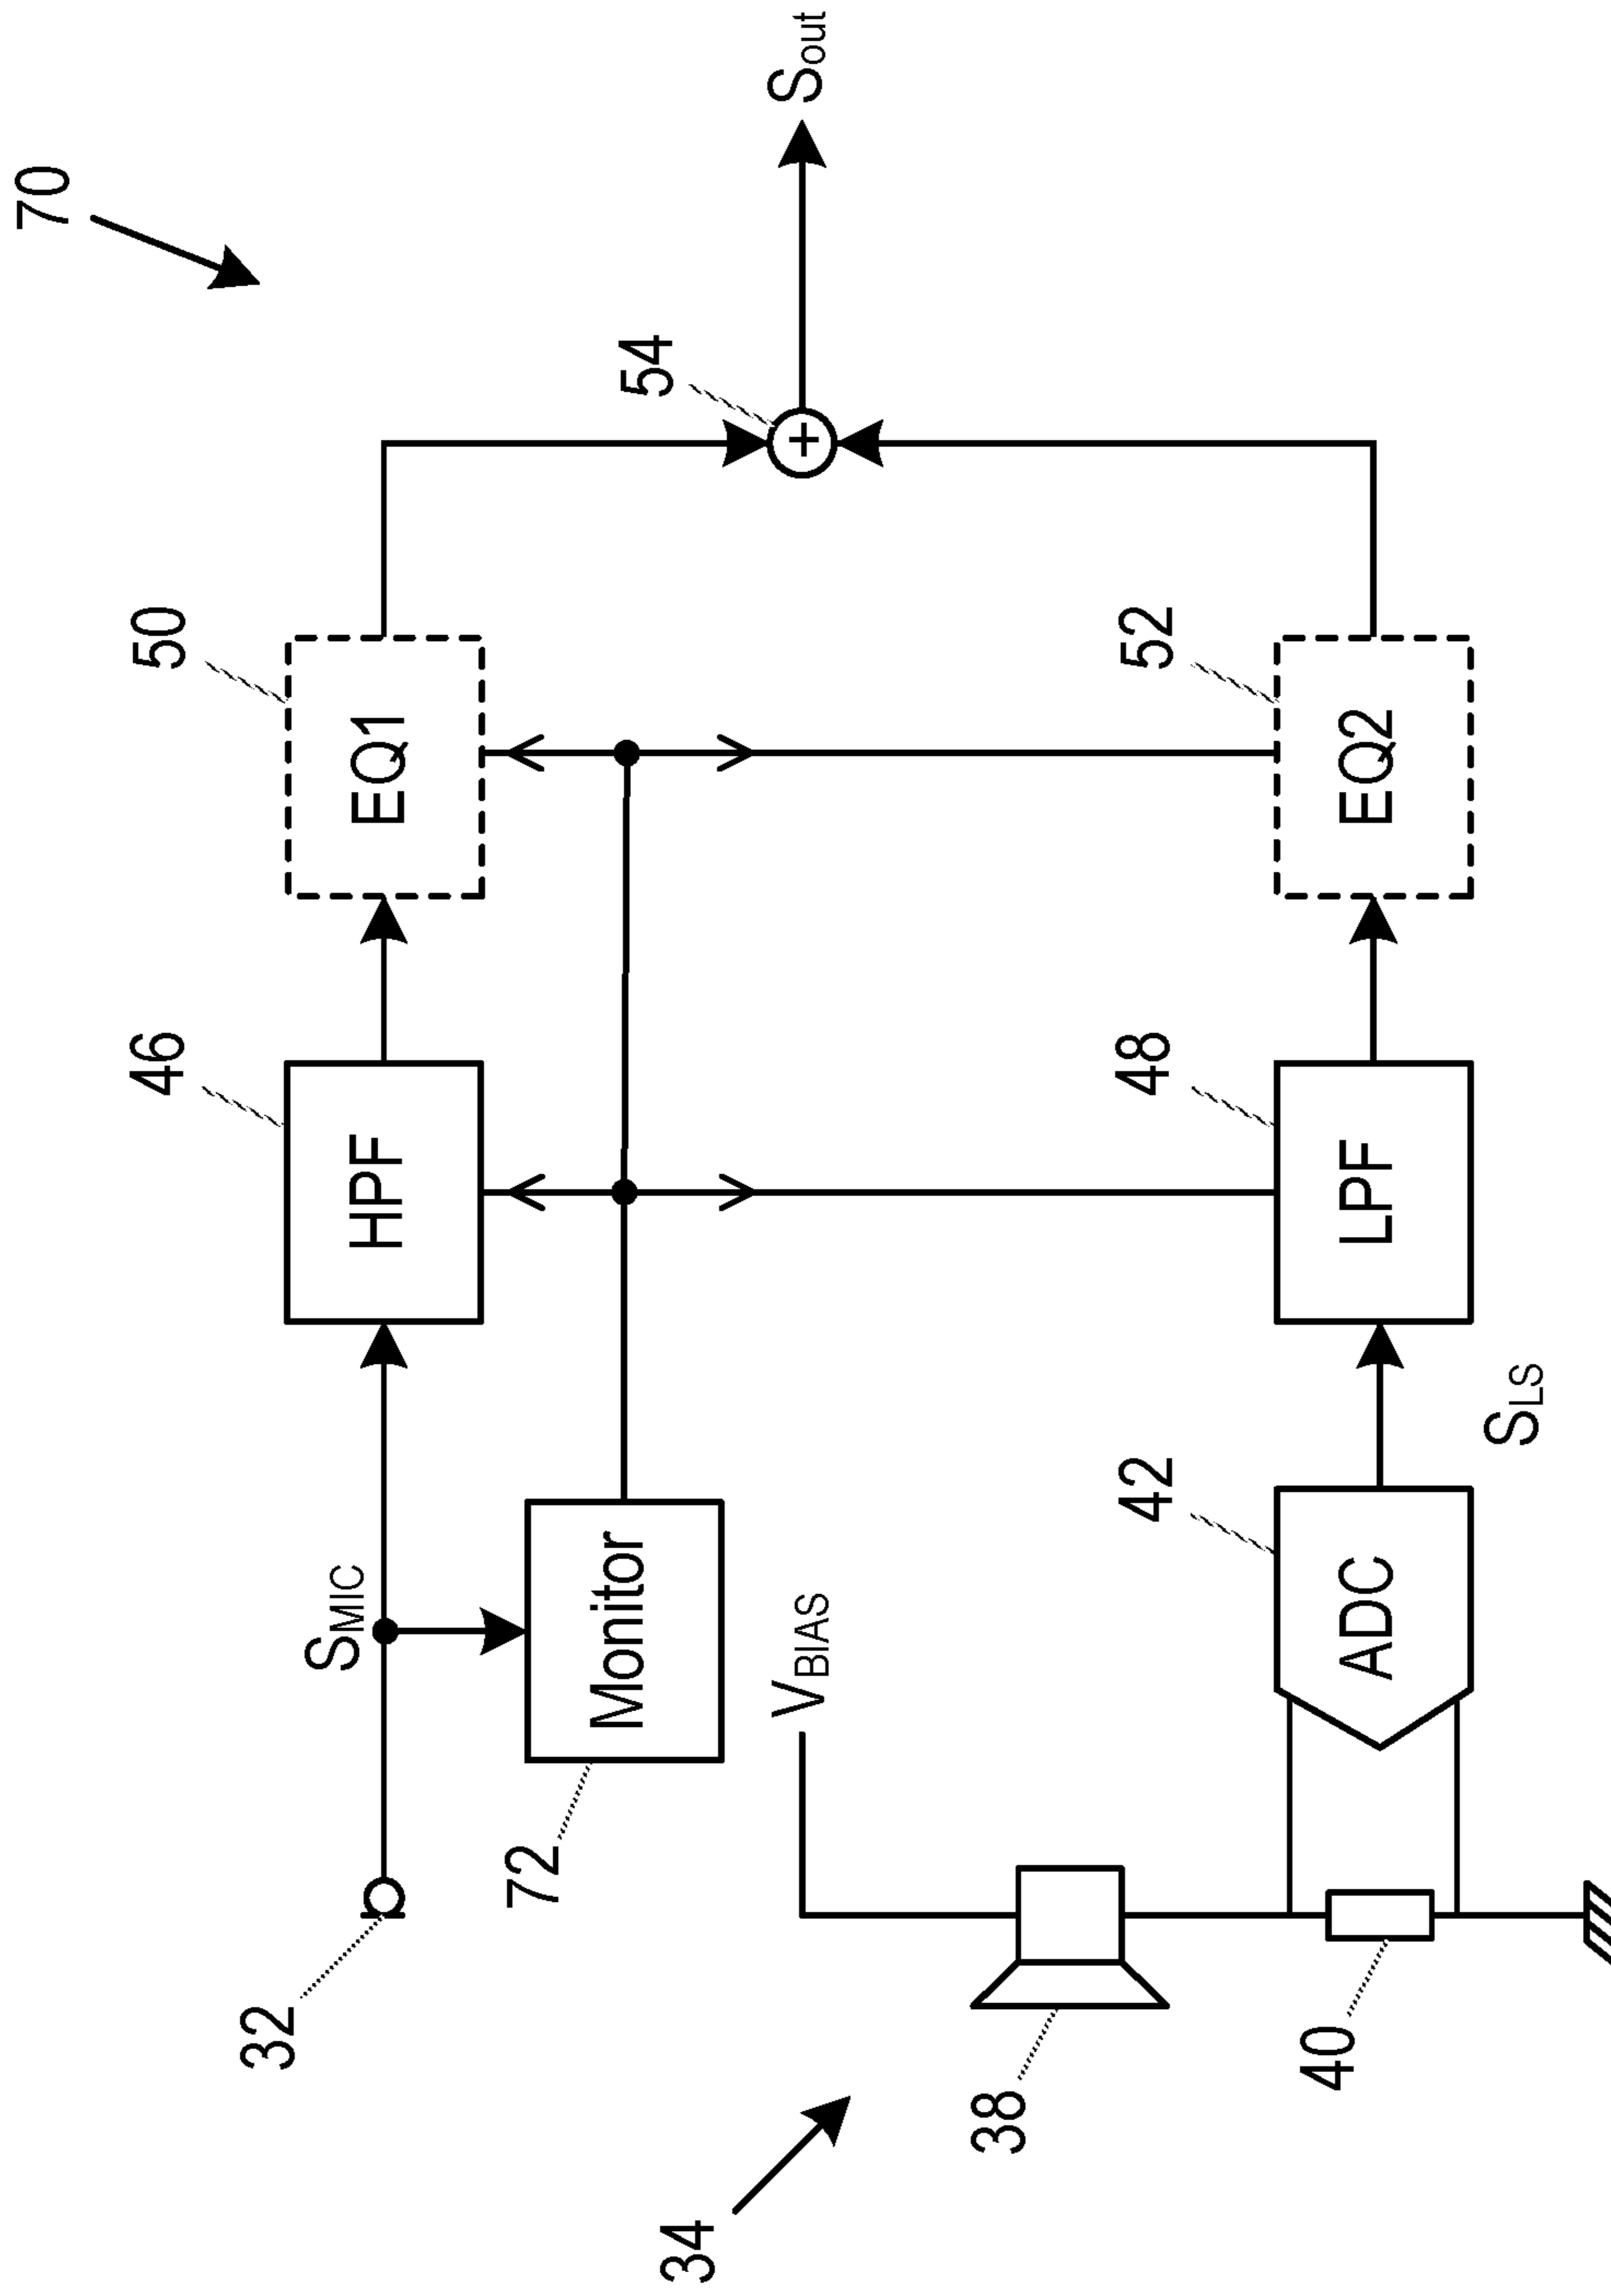 70
46
50
HPF
EQ1
54
+
Sout
32
SMIC
72
Monitor
VBIAS
34
38
40
42
48
52
ADC
LPF
EQ2
SLS